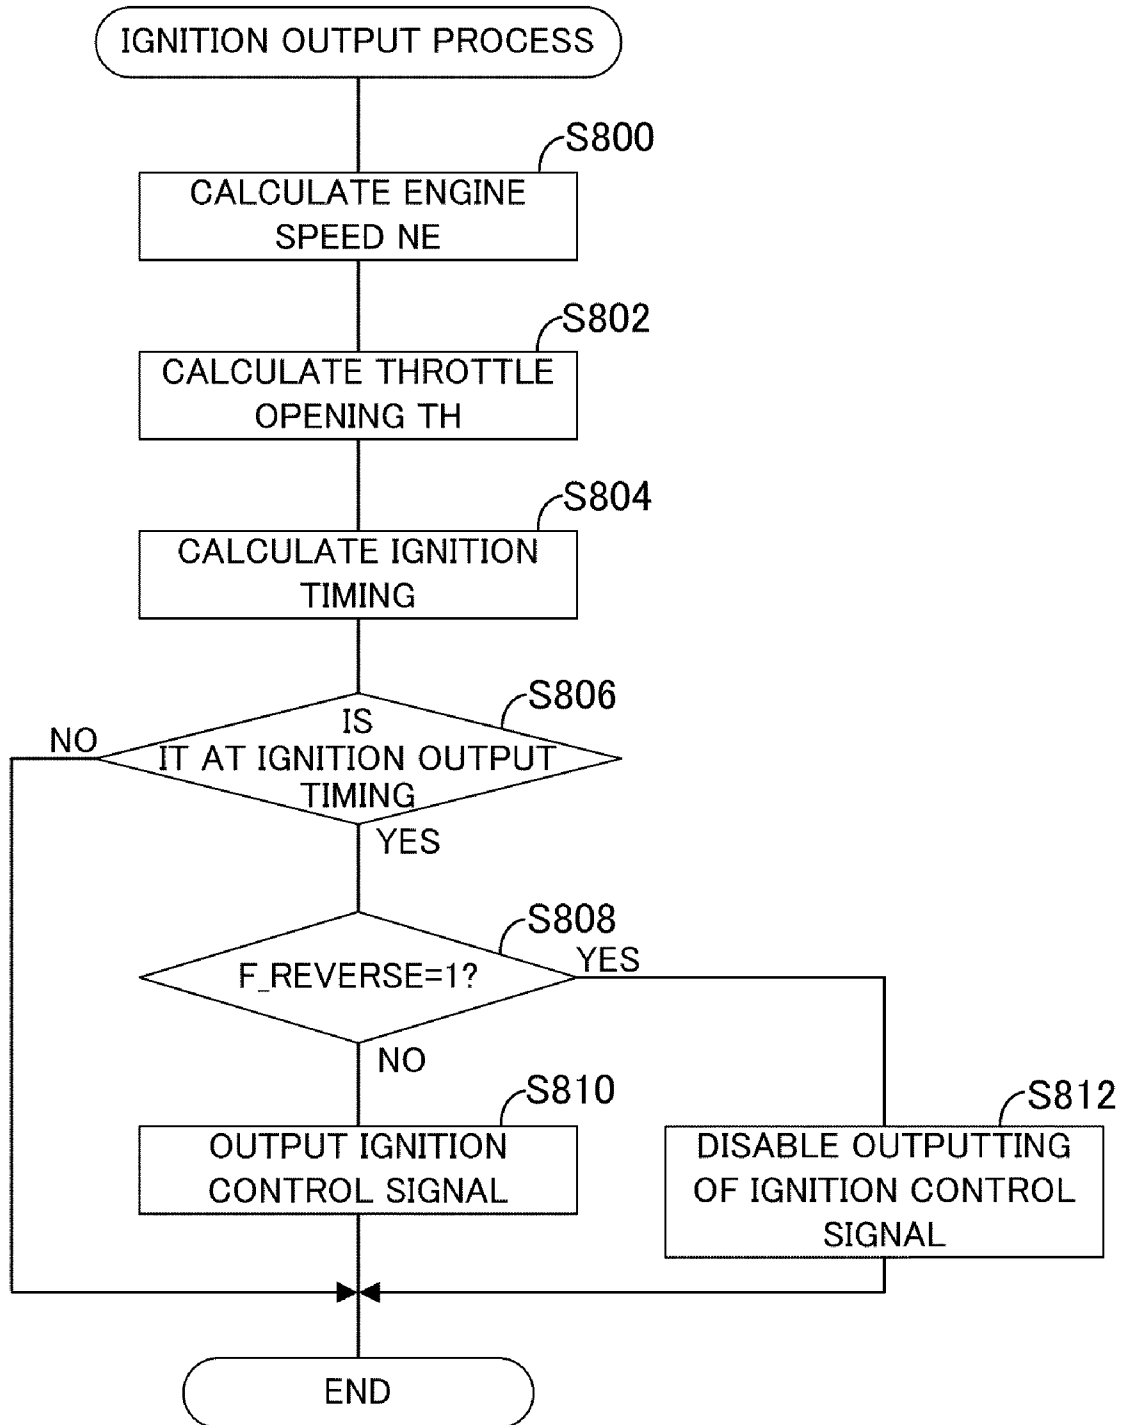 IGNITION OUTPUT PROCESS
S800
CALCULATE ENGINE
SPEED NE
S802
CALCULATE THROTTLE
OPENING TH
S804
CALCULATE IGNITION
TIMING
S806
IS
IT AT IGNITION OUTPUT
TIMING
NO
YES
S808
F_REVERSE=1?
YES
NO
S810
OUTPUT IGNITION
CONTROL SIGNAL
S812
DISABLE OUTPUTTING
OF IGNITION CONTROL
SIGNAL
END